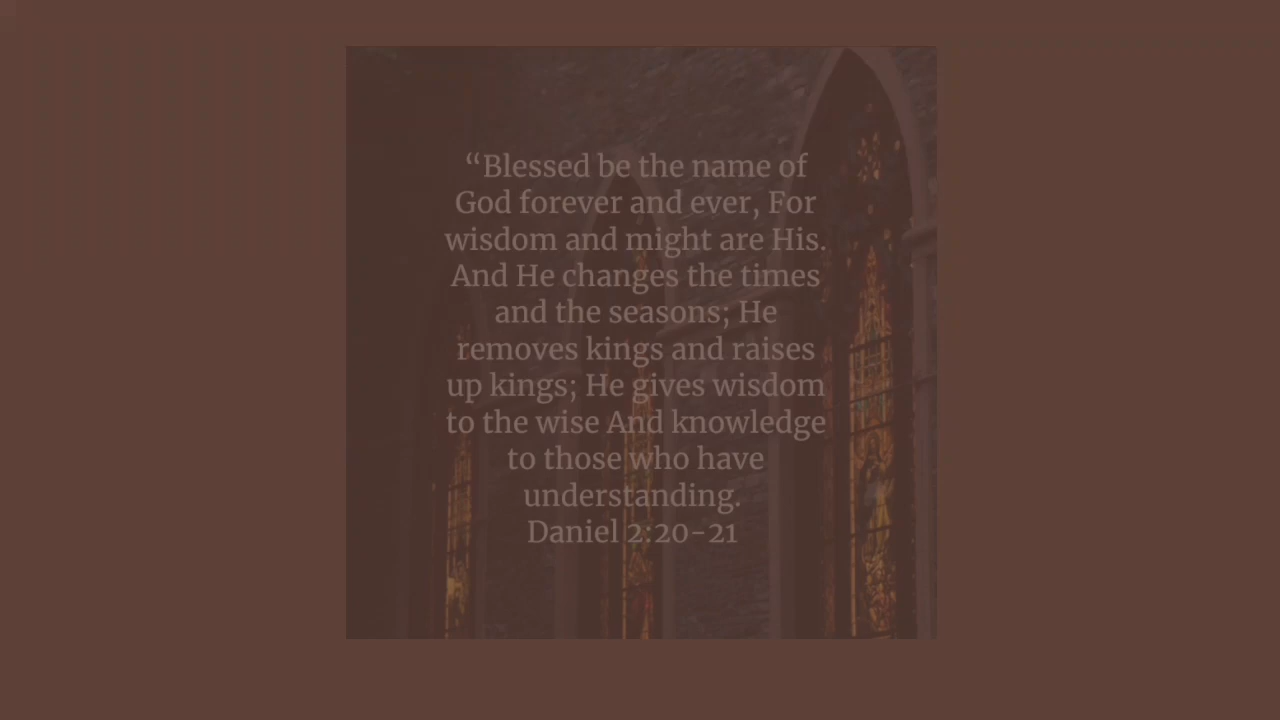 “Blessed be the name of
God forever and ever, For
wisdom and might are His.
And He changes the times
and the seasons; He
removes kings and raises
up kings; He gives wisdom
to the wise And knowledge
to those who have
understanding.
Daniel 2:20-21